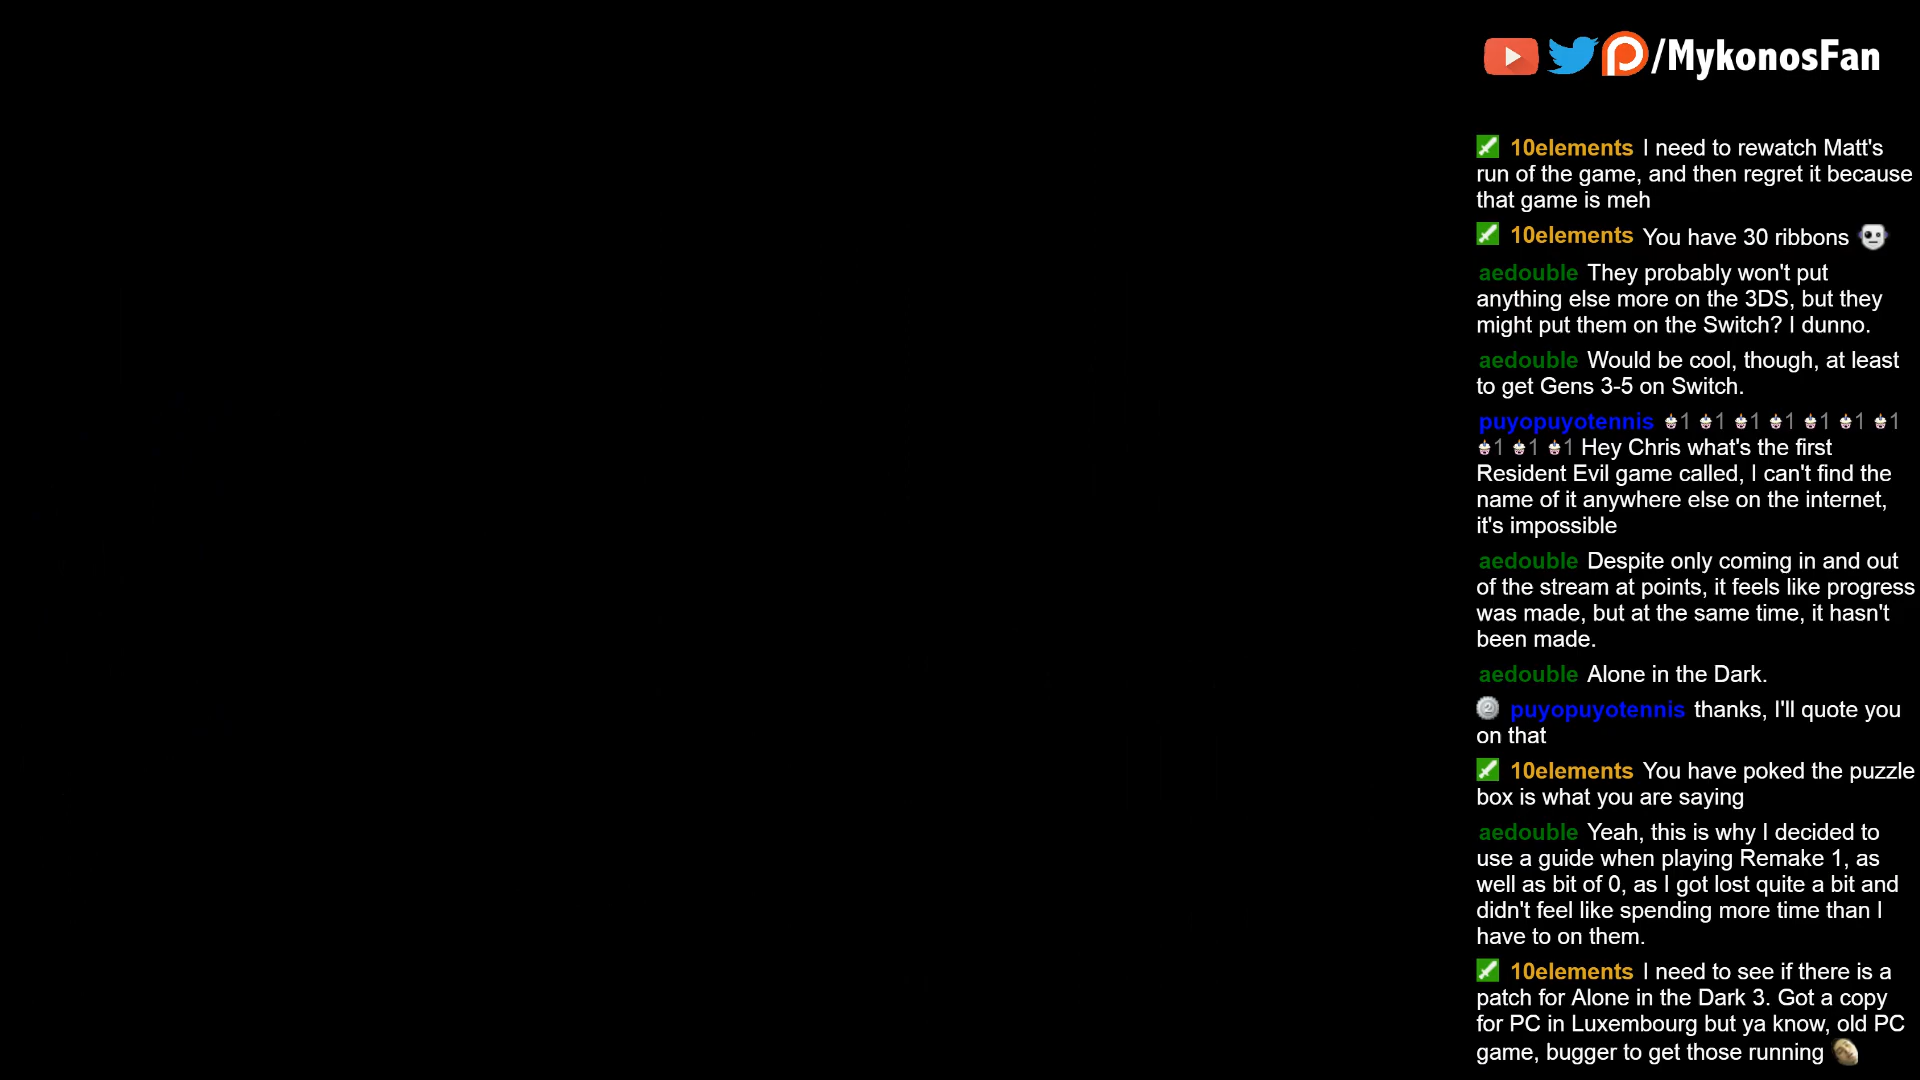 /MykonosFan
10elements I need to rewatch Matt's
run of the game, and then regret it because
that game is meh
10elements You have 30 ribbons
aedouble They probably won't put
anything else more on the 3DS, but they
might put them on the Switch? I dunno.
aedouble Would be cool, though, at least
to get Gens 3-5 on Switch.
puyopuyotennis 1 1 1 1 1 1 1
1 1 1 Hey Chris what's the first
Resident Evil game called, I can't find the
name of it anywhere else on the internet,
it's impossible
aedouble Despite only coming in and out
of the stream at points, it feels like progress
was made, but at the same time, it hasn't
been made.
aedouble Alone in the Dark.
2 puyopuyotennis thanks, I'll quote you
on that
10elements You have poked the puzzle
box is what you are saying
aedouble Yeah, this is why I decided to
use a guide when playing Remake 1, as
well as bit of 0, as I got lost quite a bit and
didn't feel like spending more time than I
have to on them.
10elements I need to see if there is a
patch for Alone in the Dark 3. Got a copy
for PC in Luxembourg but ya know, old PC
game, bugger to get those running